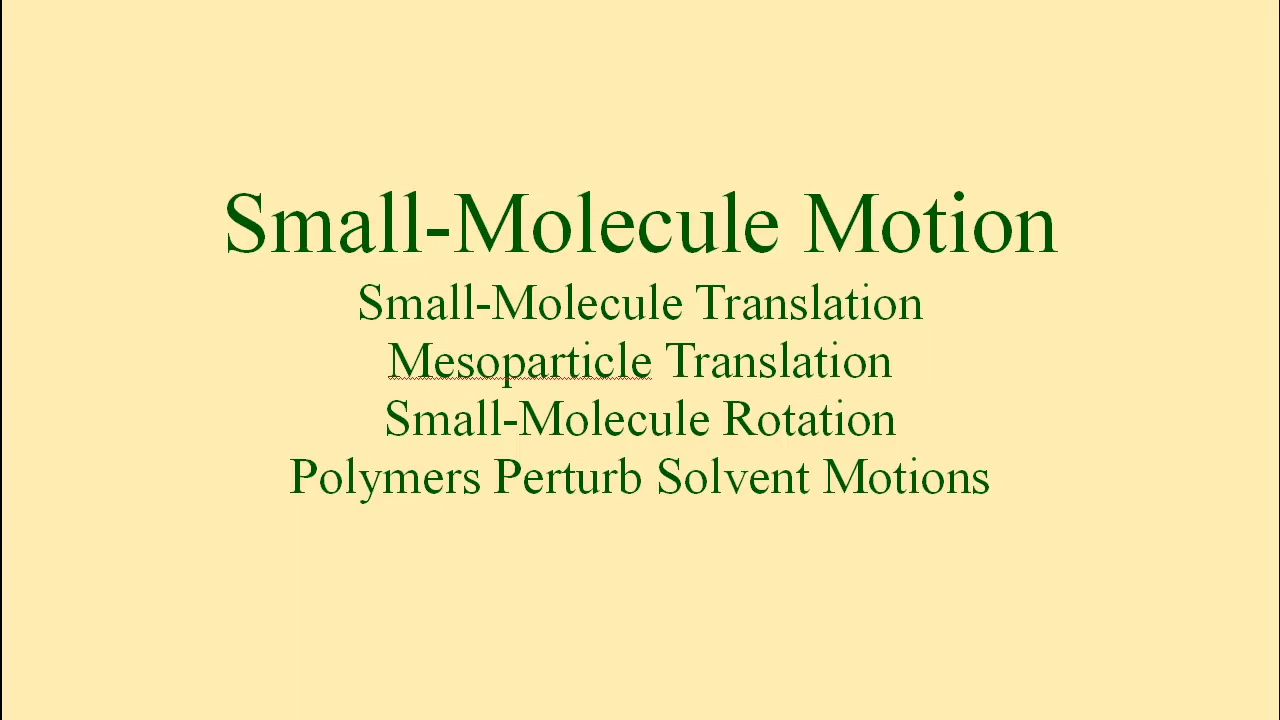 Small-Molecule Motion
Small-Molecule Translation
Mesoparticle Translation
Small-Molecule Rotation
Polymers Perturb Solvent Motions